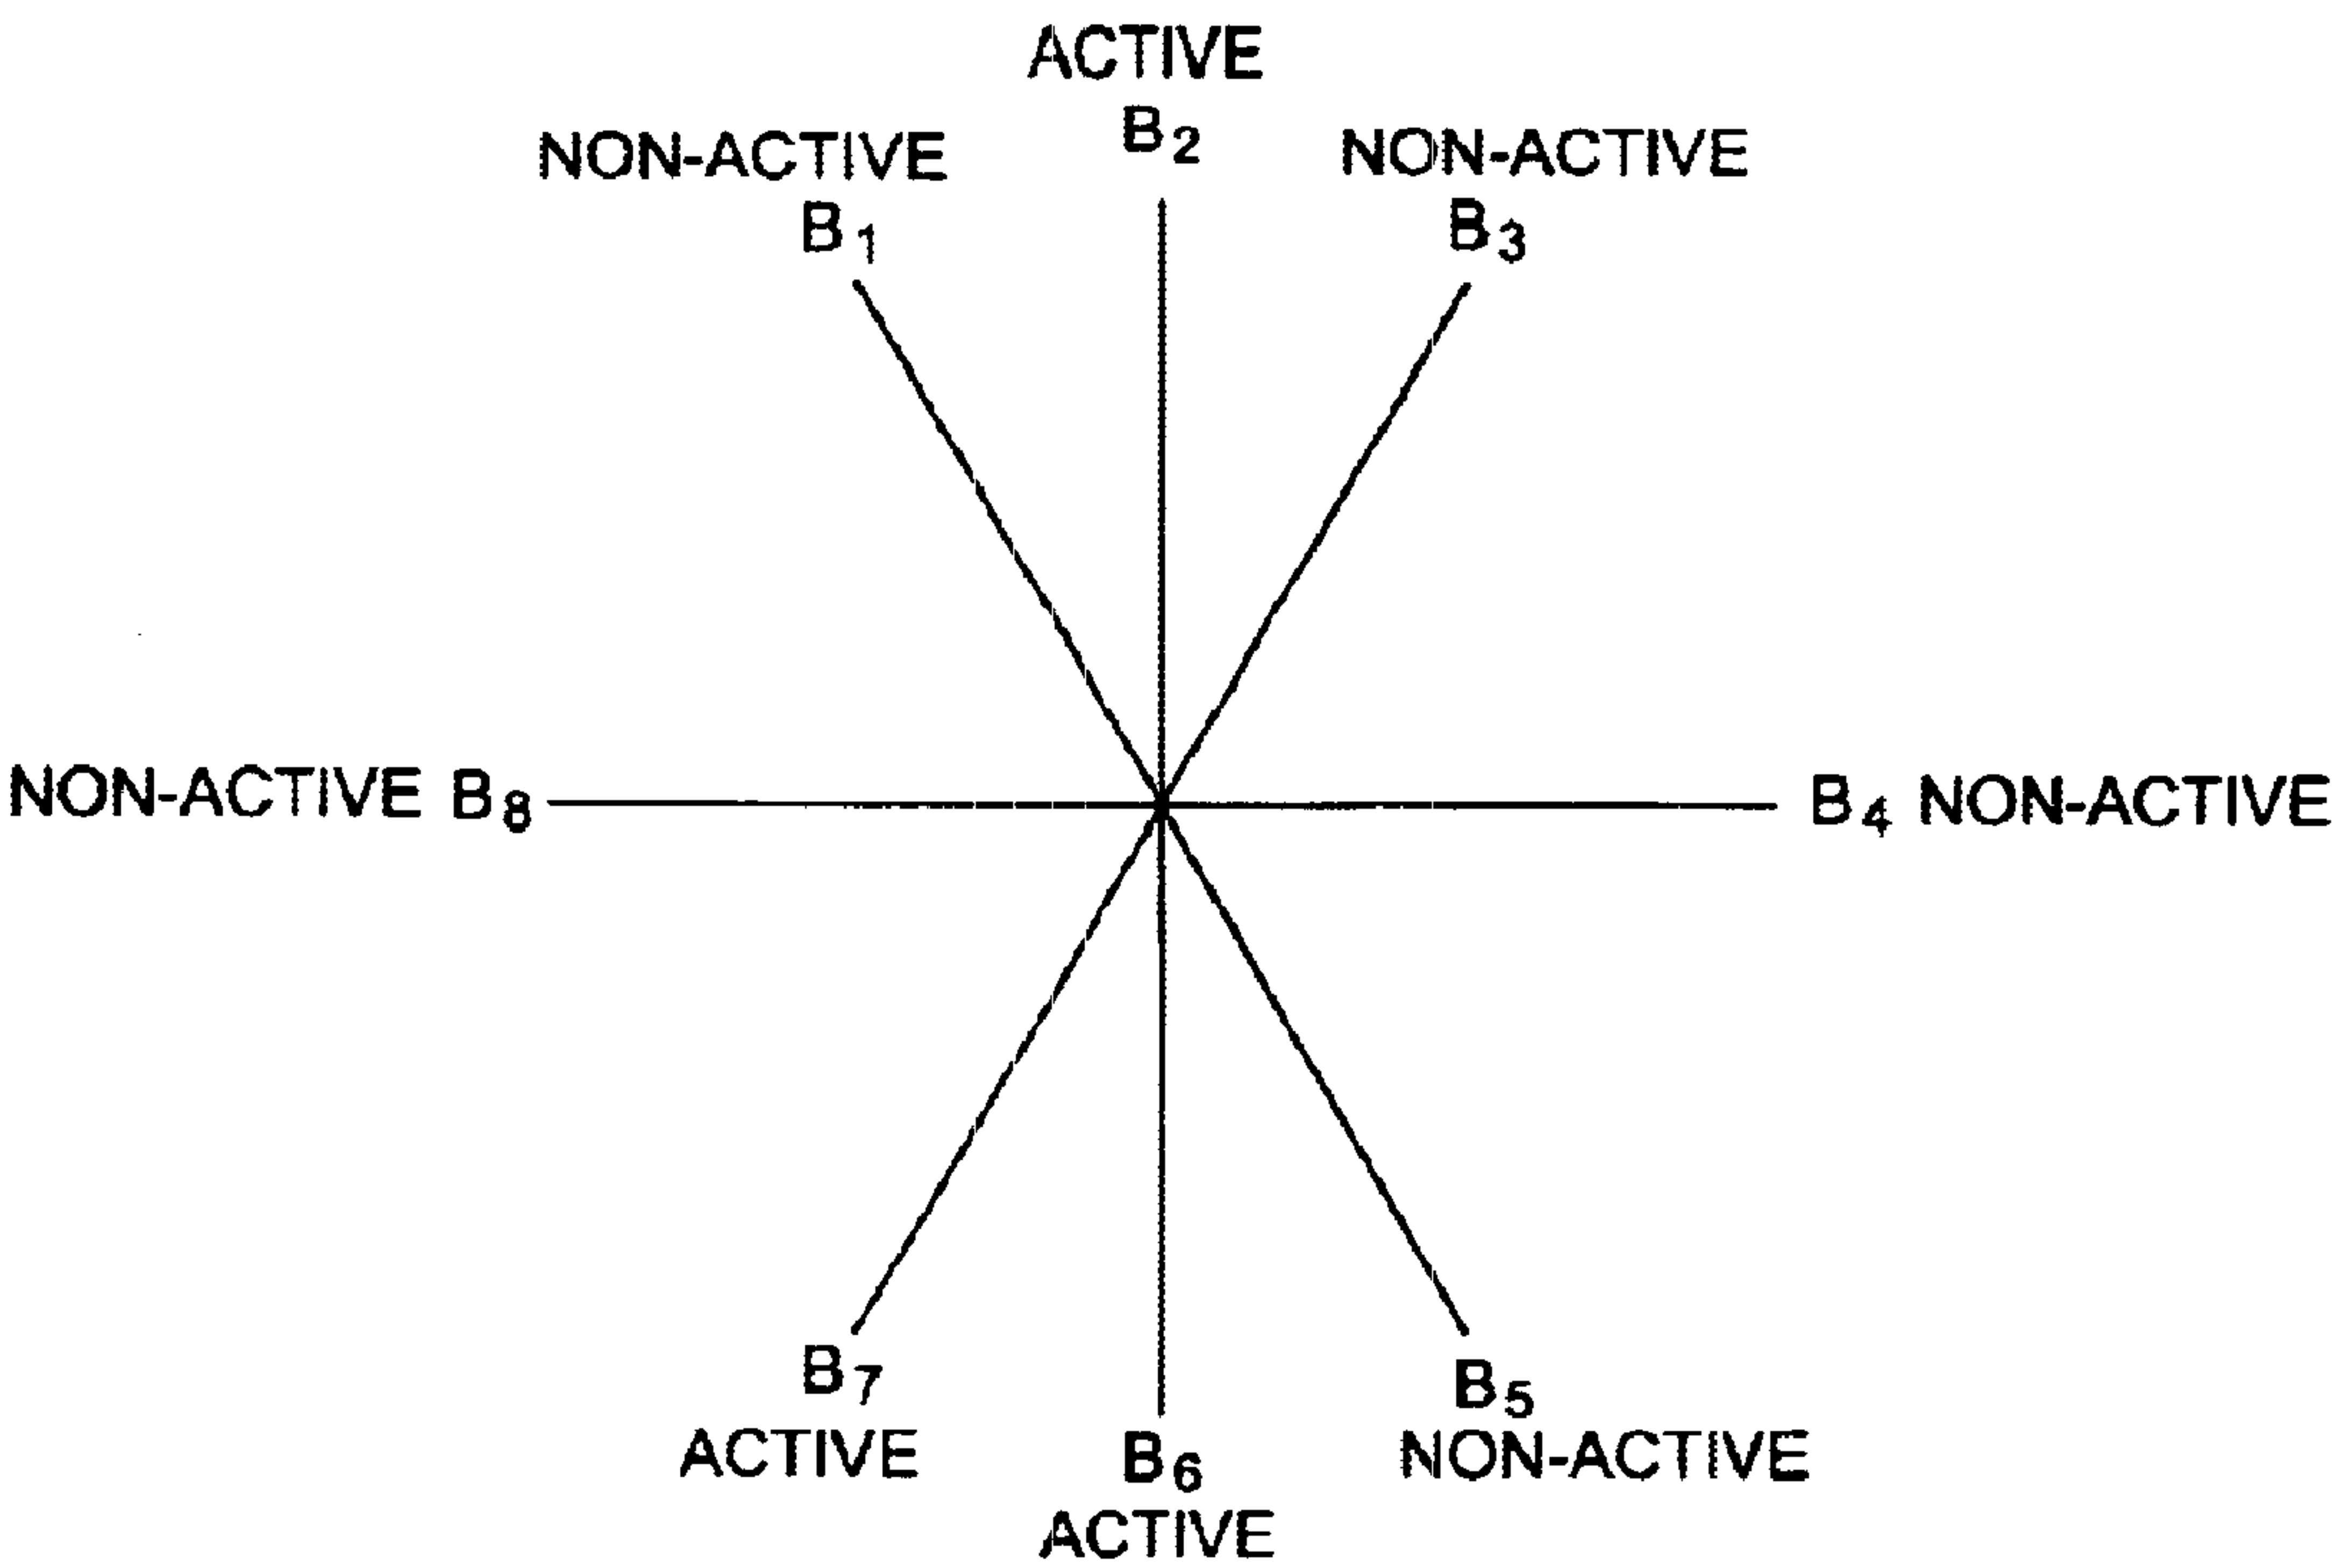 ACTIVE
B2
NON-ACTIVE
B1
NON-ACTIVE
B3
NON-ACTIVE B8
B4 NON-ACTIVE
B7
ACTIVE
B6
ACTIVE
B5
NON-ACTIVE